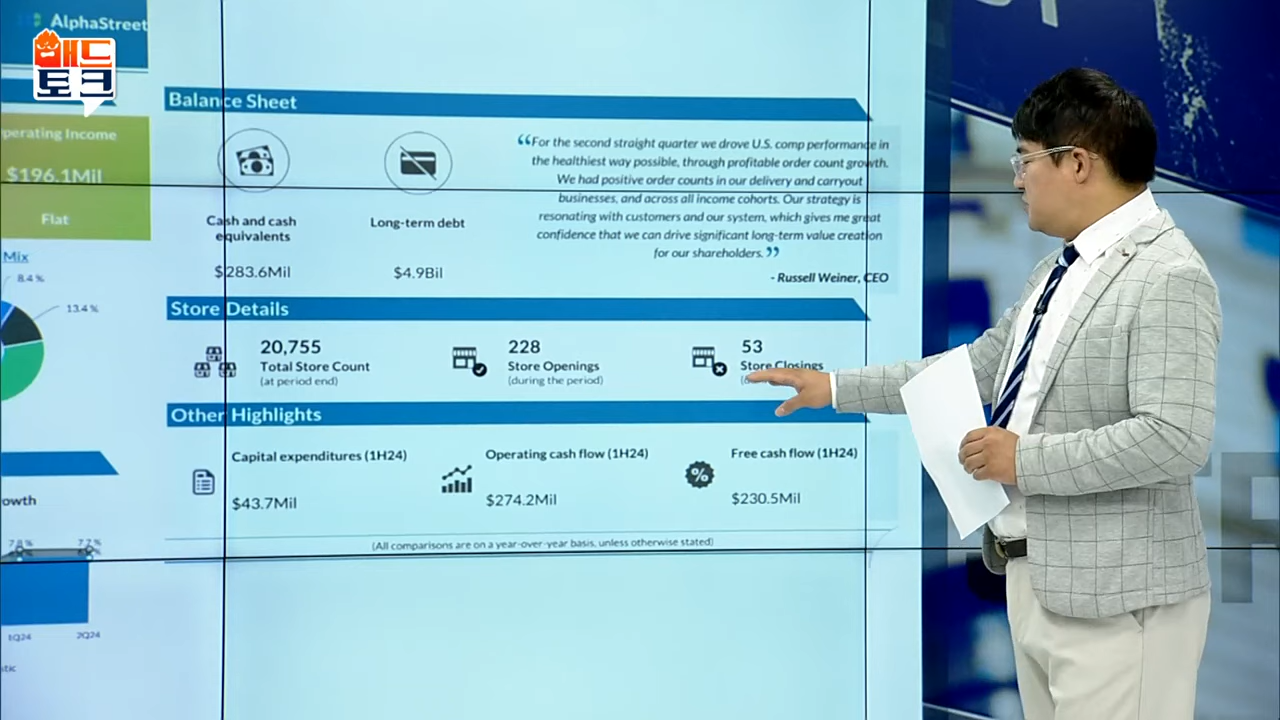 AlphaStreet
매드
토크
perating Income
$196.1Mil
Flat
Mix
8.4%
13.4%
owth
7.7%
1Q24
2Q24
Balance Sheet
Cash and cash
equivalents
$283.6Mil
Long-term debt
$4.9Bil
“For the second straight quarter we drove U.S. comp performance in
the healthiest way possible, through profitable order count growth.
We had positive order counts in our delivery and carryout
businesses, and across all income cohorts. Our strategy is
resonating with customers and our system, which gives me great
confidence that we can drive significant long-term value creation
for our shareholders.”
- Russell Weiner, CEO
Store Details
20,755
Total Store Count
(at period end)
228
Store Openings
(during the period)
53
Store Closings
Other Highlights
Capital expenditures (1H24)
$43.7Mil
Operating cash flow (1H24)
$274.2Mil
Free cash flow (1H24)
$230.5Mil
(All comparisons are on a year-over-year basis, unless otherwise stated)